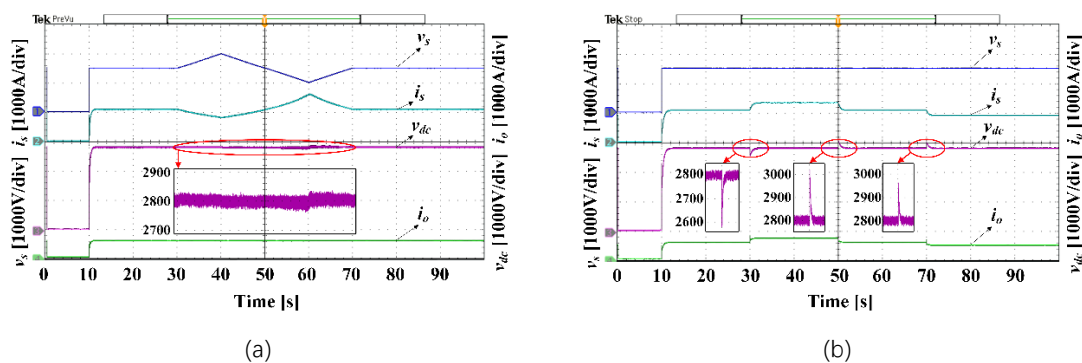 Tek PreVu
v_s
i_s
v_dc
i_o
2900
2800
2700
v_s [1000V/div] i_s [1000A/div]
v_dc [1000V/div] i_o [1000A/div]
0 10 20 30 40 50 60 70 80 90
Time [s]
(a)
Tek Stop
v_s
i_s
v_dc
i_o
2800
2700
2600
3000
2800
3000
2800
v_s [1000V/div] i_s [1000A/div]
v_dc [1000V/div] i_o [1000A/div]
0 10 20 30 40 50 60 70 80 90
Time [s]
(b)